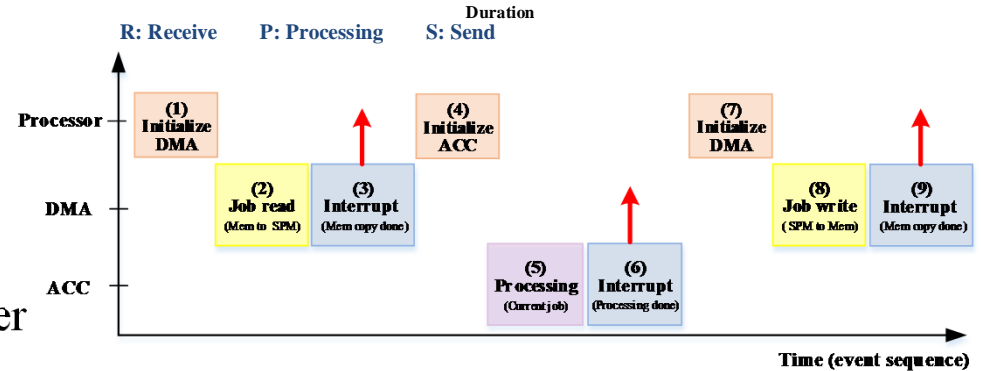 Duration
R: Receive P: Processing S: Send
Processor
(1)
Initialize
DMA
(4)
Initialize
ACC
(7)
Initialize
DMA
DMA
(2)
Job read
(Mem to SPM)
(3)
Interrupt
(Mem copy done)
(8)
Job write
( SPM to Mem)
(9)
Interrupt
(Mem copy done)
ACC
(5)
Processing
(Current job)
(6)
Interrupt
(Processing done)
er
Time (event sequence)